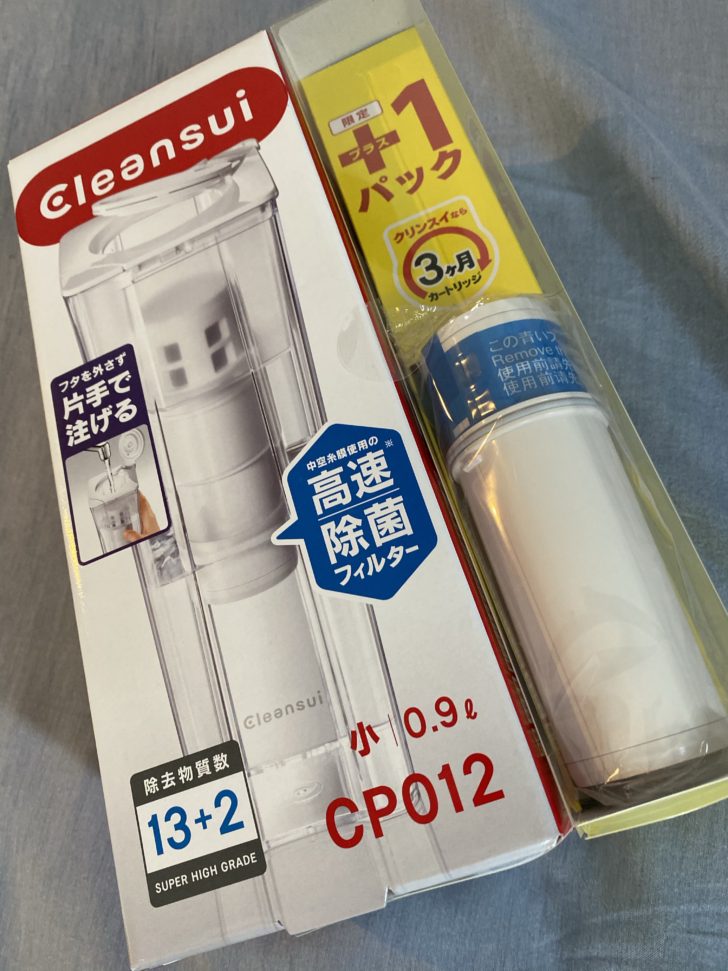 Cleansui
限定
+1
プラス
パック
クリンスイなら
3ヶ月
カートリッジ
この青い
Remove
使用前請先
使用前请先
フタを外さず
片手で
注げる
中空糸膜使用の※
高速
除菌
フィルター
Cleansui
小 | 0.9ℓ
CP012
除去物質数
13+2
SUPER HIGH GRADE